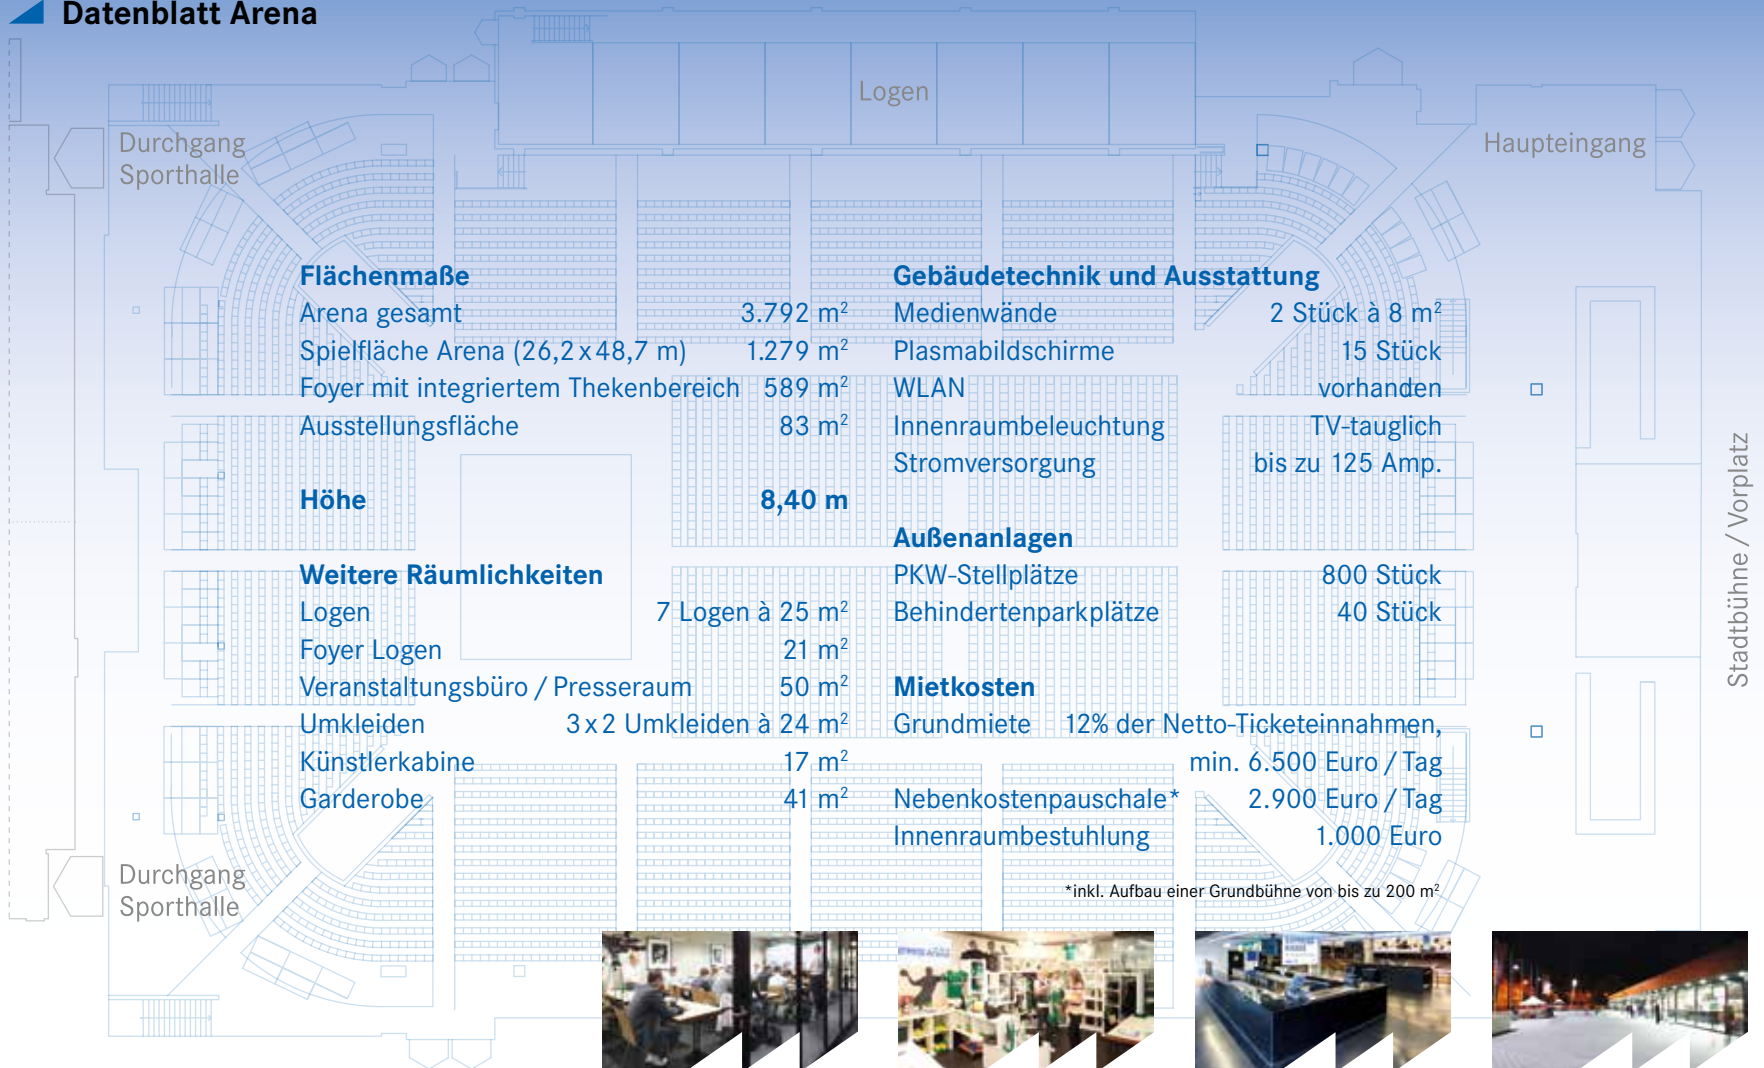 Datenblatt Arena
Logen
Durchgang
Sporthalle
Haupteingang
Flächenmaße
Arena gesamt 3.792 m²
Spielfläche Arena (26,2 x 48,7 m) 1.279 m²
Foyer mit integriertem Thekenbereich 589 m²
Ausstellungsfläche 83 m²
Höhe 8,40 m
Weitere Räumlichkeiten
Logen 7 Logen à 25 m²
Foyer Logen 21 m²
Veranstaltungsbüro / Presseraum 50 m²
Umkleiden 3 x 2 Umkleiden à 24 m²
Künstlerkabine 17 m²
Garderobe 41 m²
Gebäudetechnik und Ausstattung
Medienwände 2 Stück à 8 m²
Plasmabildschirme 15 Stück
WLAN vorhanden
Innenraumbeleuchtung TV-tauglich
Stromversorgung bis zu 125 Amp.
Außenanlagen
PKW-Stellplätze 800 Stück
Behindertenparkplätze 40 Stück
Mietkosten
Grundmiete 12% der Netto-Ticketeinnahmen,
min. 6.500 Euro / Tag
Nebenkostenpauschale* 2.900 Euro / Tag
Innenraumbestuhlung 1.000 Euro
*inkl. Aufbau einer Grundbühne von bis zu 200 m²
Stadtbühne / Vorplatz
Durchgang
Sporthalle